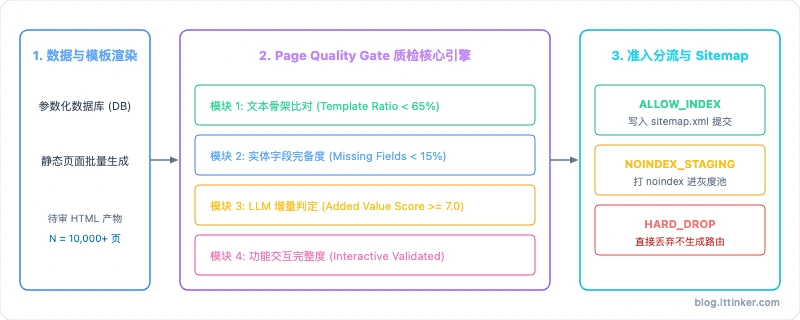 1. 数据与模板渲染
参数化数据库 (DB)
静态页面批量生成
待审 HTML 产物
N = 10,000+ 页
2. Page Quality Gate 质检核心引擎
模块 1: 文本骨架比对 (Template Ratio < 65%)
模块 2: 实体字段完备度 (Missing Fields < 15%)
模块 3: LLM 增量判定 (Added Value Score >= 7.0)
模块 4: 功能交互完整度 (Interactive Validated)
3. 准入分流与 Sitemap
ALLOW_INDEX
写入 sitemap.xml 提交
NOINDEX_STAGING
打 noindex 进灰度池
HARD_DROP
直接丢弃不生成路由
blog.ittinker.com